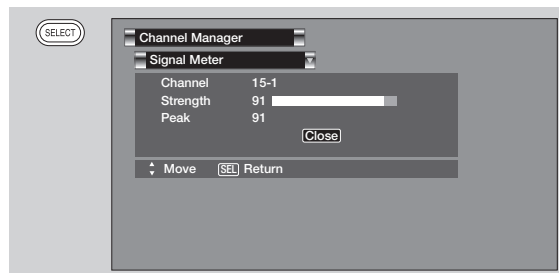 SELECT
Channel Manager
Signal Meter
Channel 15-1
Strength 91
Peak 91
Close
Move SEL Return